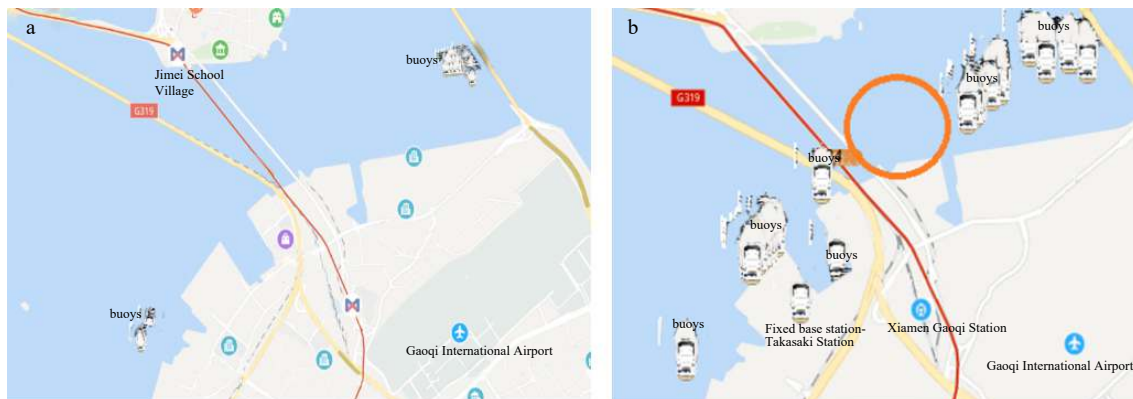 a
buoys
Jimei School
Village
G319
buoys
Gaoqi International Airport
b
buoys
buoys
G319
buoys
buoys
buoys
buoys
Fixed base station-
Takasaki Station
Xiamen Gaoqi Station
Gaoqi International Airport